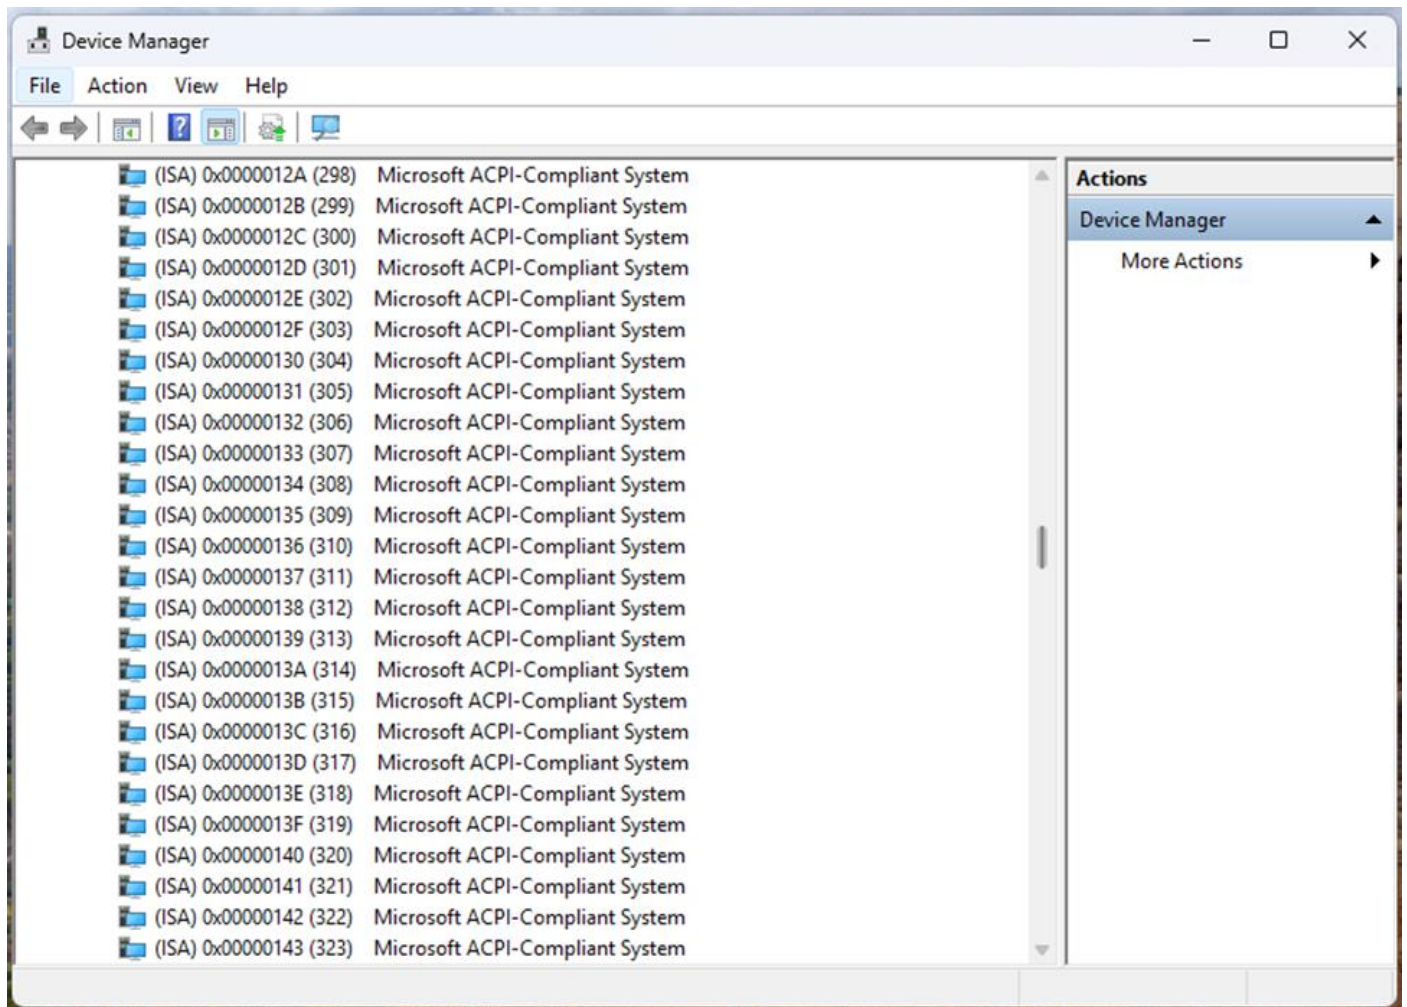 Device Manager
File Action View Help
(ISA) 0x0000012A (298) Microsoft ACPI-Compliant System
(ISA) 0x0000012B (299) Microsoft ACPI-Compliant System
(ISA) 0x0000012C (300) Microsoft ACPI-Compliant System
(ISA) 0x0000012D (301) Microsoft ACPI-Compliant System
(ISA) 0x0000012E (302) Microsoft ACPI-Compliant System
(ISA) 0x0000012F (303) Microsoft ACPI-Compliant System
(ISA) 0x00000130 (304) Microsoft ACPI-Compliant System
(ISA) 0x00000131 (305) Microsoft ACPI-Compliant System
(ISA) 0x00000132 (306) Microsoft ACPI-Compliant System
(ISA) 0x00000133 (307) Microsoft ACPI-Compliant System
(ISA) 0x00000134 (308) Microsoft ACPI-Compliant System
(ISA) 0x00000135 (309) Microsoft ACPI-Compliant System
(ISA) 0x00000136 (310) Microsoft ACPI-Compliant System
(ISA) 0x00000137 (311) Microsoft ACPI-Compliant System
(ISA) 0x00000138 (312) Microsoft ACPI-Compliant System
(ISA) 0x00000139 (313) Microsoft ACPI-Compliant System
(ISA) 0x0000013A (314) Microsoft ACPI-Compliant System
(ISA) 0x0000013B (315) Microsoft ACPI-Compliant System
(ISA) 0x0000013C (316) Microsoft ACPI-Compliant System
(ISA) 0x0000013D (317) Microsoft ACPI-Compliant System
(ISA) 0x0000013E (318) Microsoft ACPI-Compliant System
(ISA) 0x0000013F (319) Microsoft ACPI-Compliant System
(ISA) 0x00000140 (320) Microsoft ACPI-Compliant System
(ISA) 0x00000141 (321) Microsoft ACPI-Compliant System
(ISA) 0x00000142 (322) Microsoft ACPI-Compliant System
(ISA) 0x00000143 (323) Microsoft ACPI-Compliant System
Actions
Device Manager
More Actions